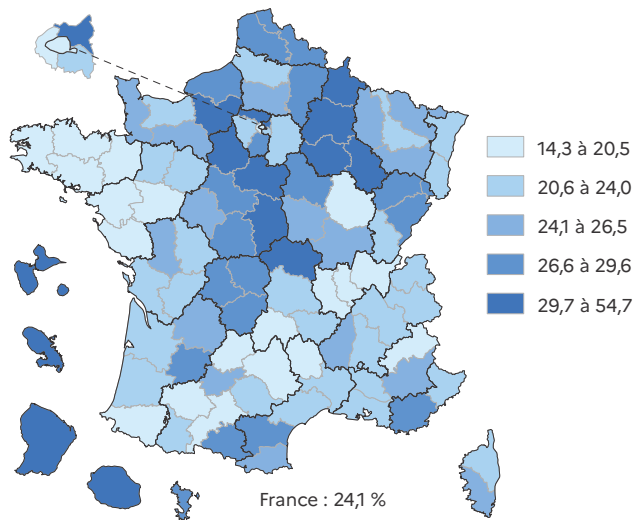 14,3 à 20,5
20,6 à 24,0
24,1 à 26,5
26,6 à 29,6
29,7 à 54,7
France : 24,1 %